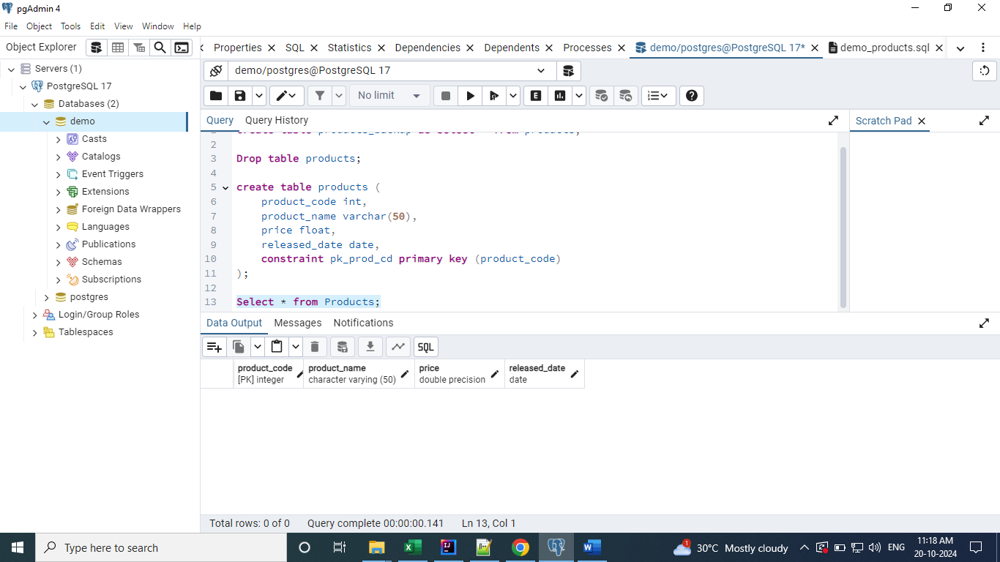 pgAdmin 4
File Object Tools Edit View Window Help
Object Explorer
Properties SQL Statistics Dependencies Dependents Processes demo/postgres@PostgreSQL 17* demo_products.sql
Servers (1)
PostgreSQL 17
Databases (2)
demo
Casts
Catalogs
Event Triggers
Extensions
Foreign Data Wrappers
Languages
Publications
Schemas
Subscriptions
postgres
Login/Group Roles
Tablespaces
demo/postgres@PostgreSQL 17
No limit
E
Query Query History
Scratch Pad
2
3 Drop table products;
4
5 create table products (
6 product_code int,
7 product_name varchar(50),
8 price float,
9 released_date date,
10 constraint pk_prod_cd primary key (product_code)
11 );
12
13 Select * from Products;
Data Output Messages Notifications
SQL
product_code product_name price released_date
[PK] integer character varying (50) double precision date
Total rows: 0 of 0 Query complete 00:00:00.141 Ln 13, Col 1
Type here to search
1
30°C Mostly cloudy
ENG
11:18 AM
20-10-2024